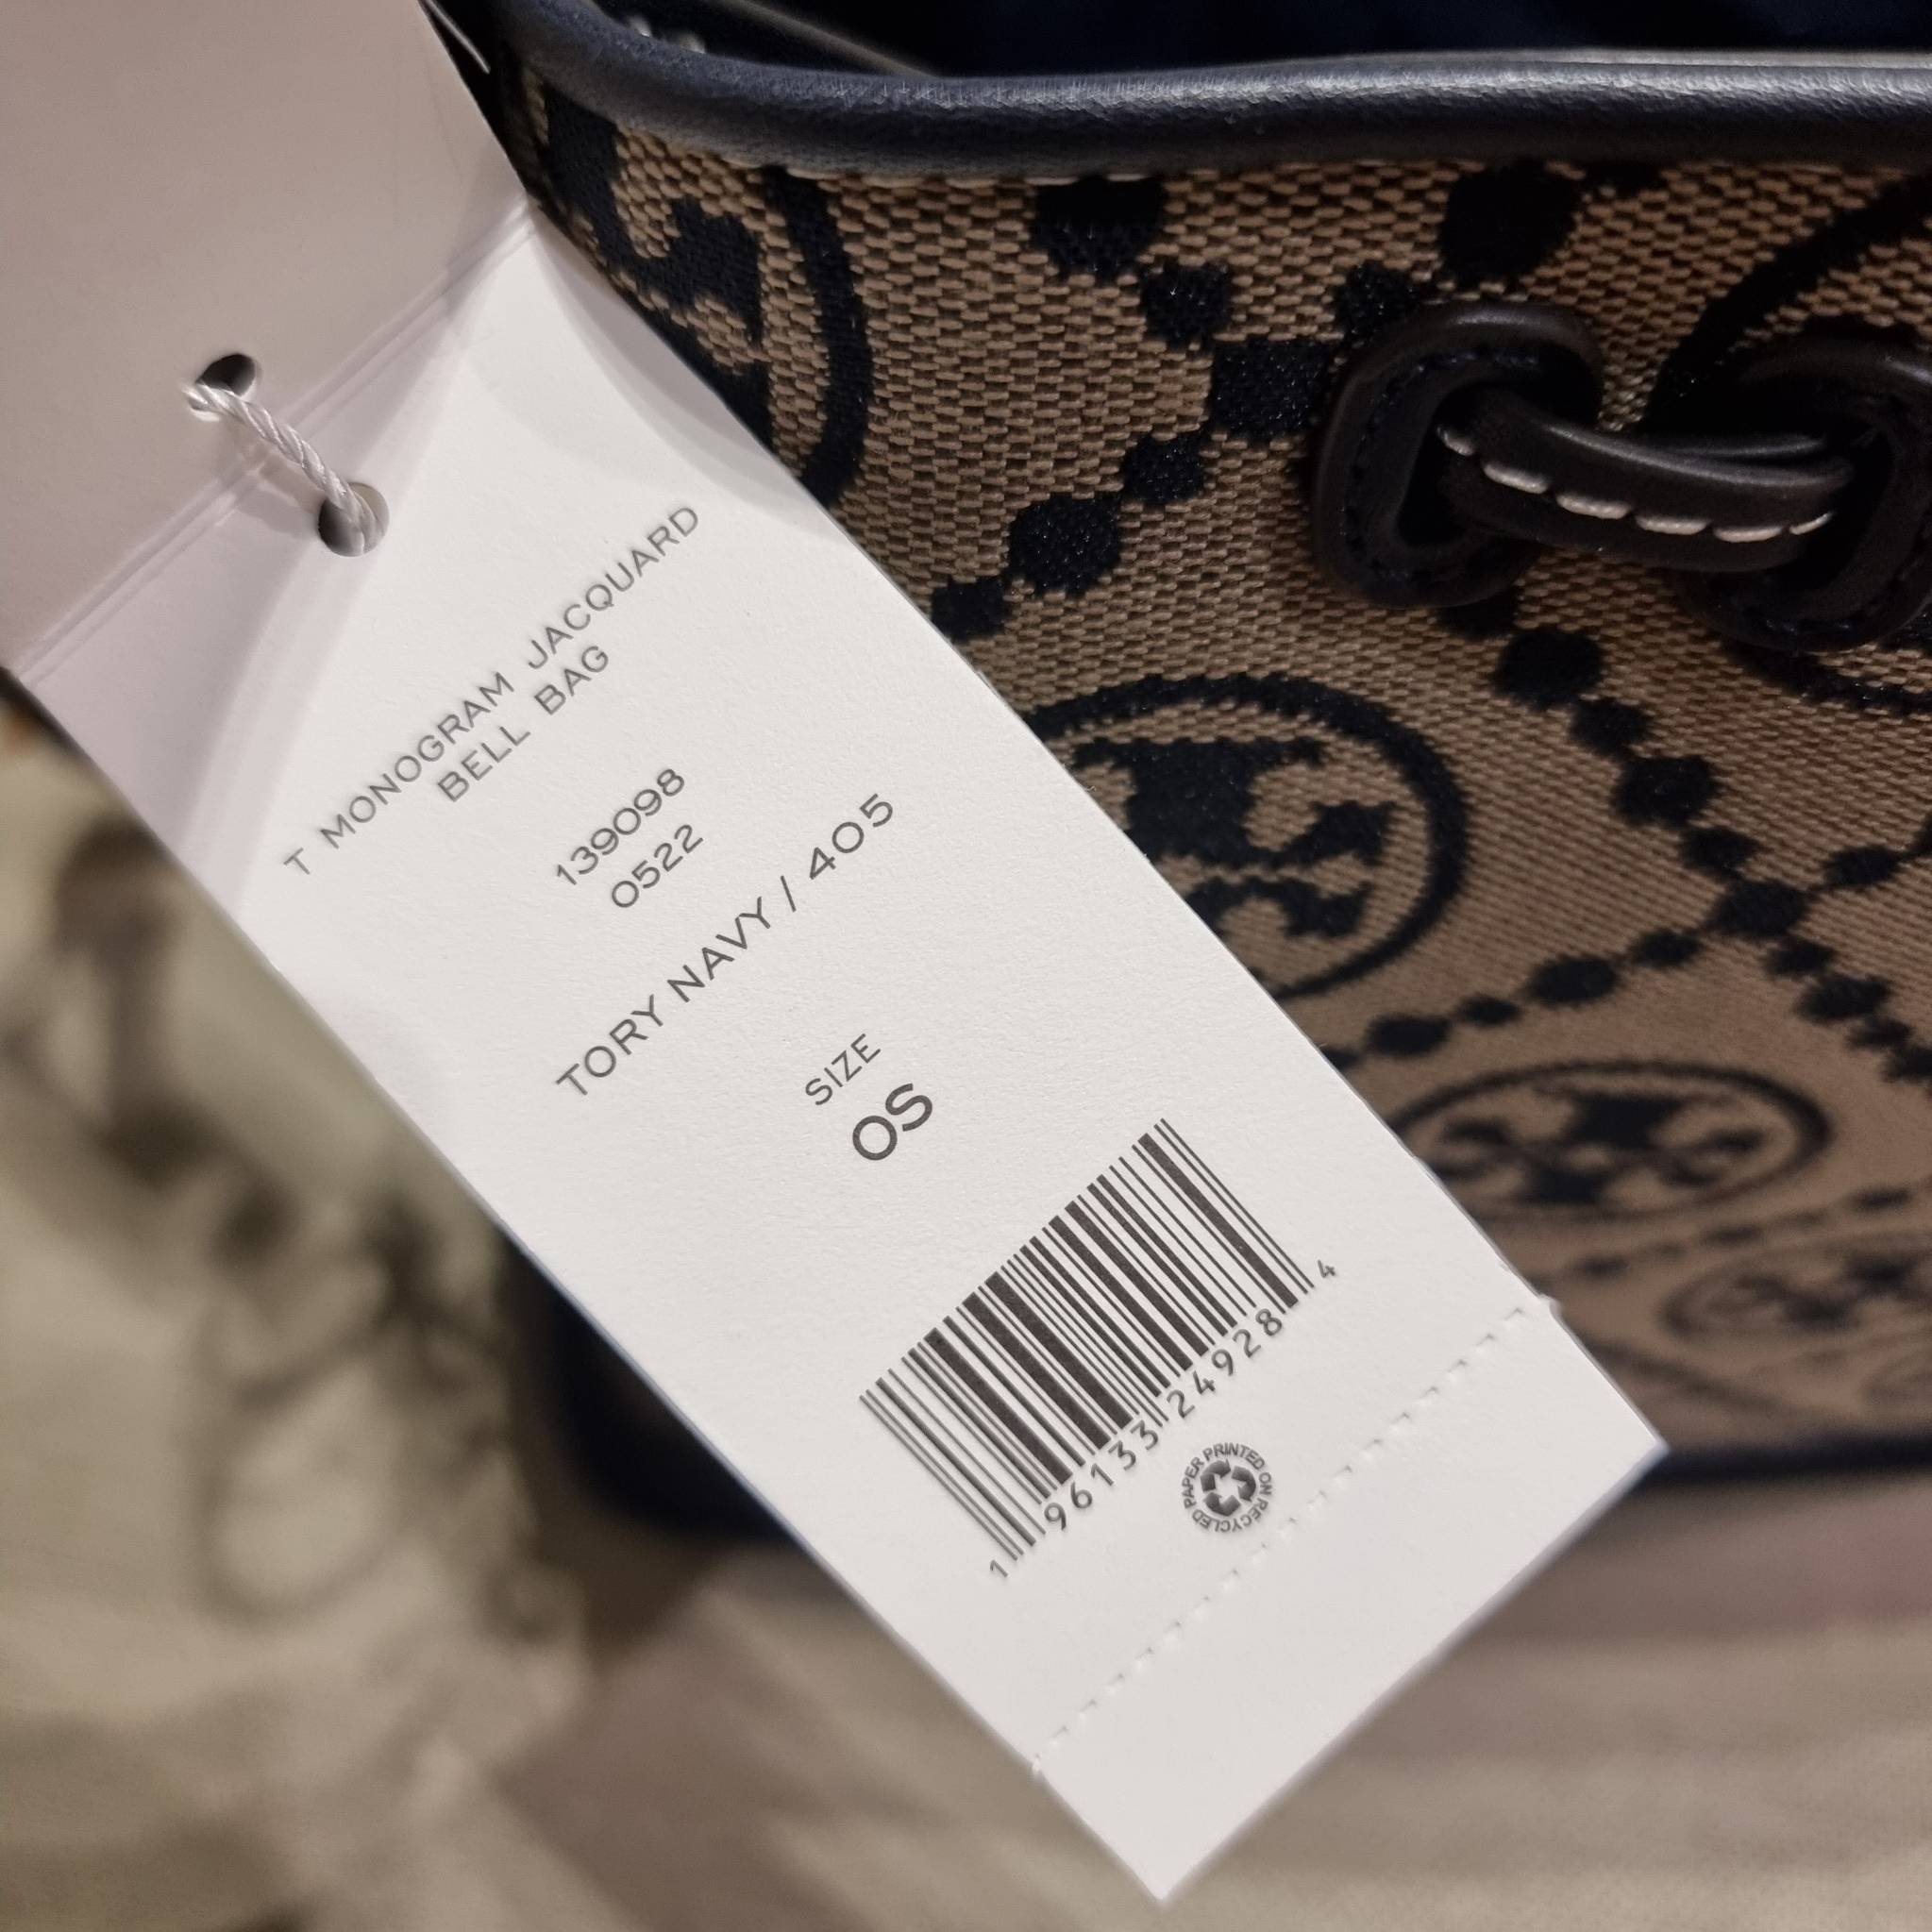 T MONOGRAM JACQUARD
BELL BAG
139098
0522
TORY NAVY / 405
SIZE
OS
1 96133 24928 4
PAPER PRINTED ON RECYCLED